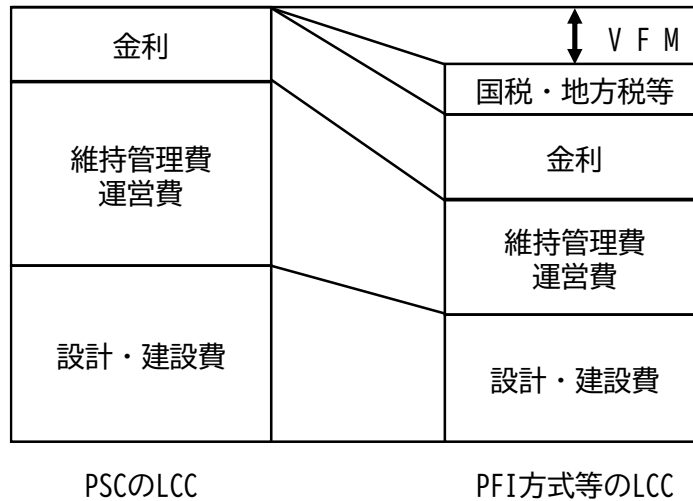 金利
維持管理費
運営費
設計・建設費
PSCのLCC
ＶＦＭ
国税・地方税等
金利
維持管理費
運営費
設計・建設費
PFI方式等のLCC